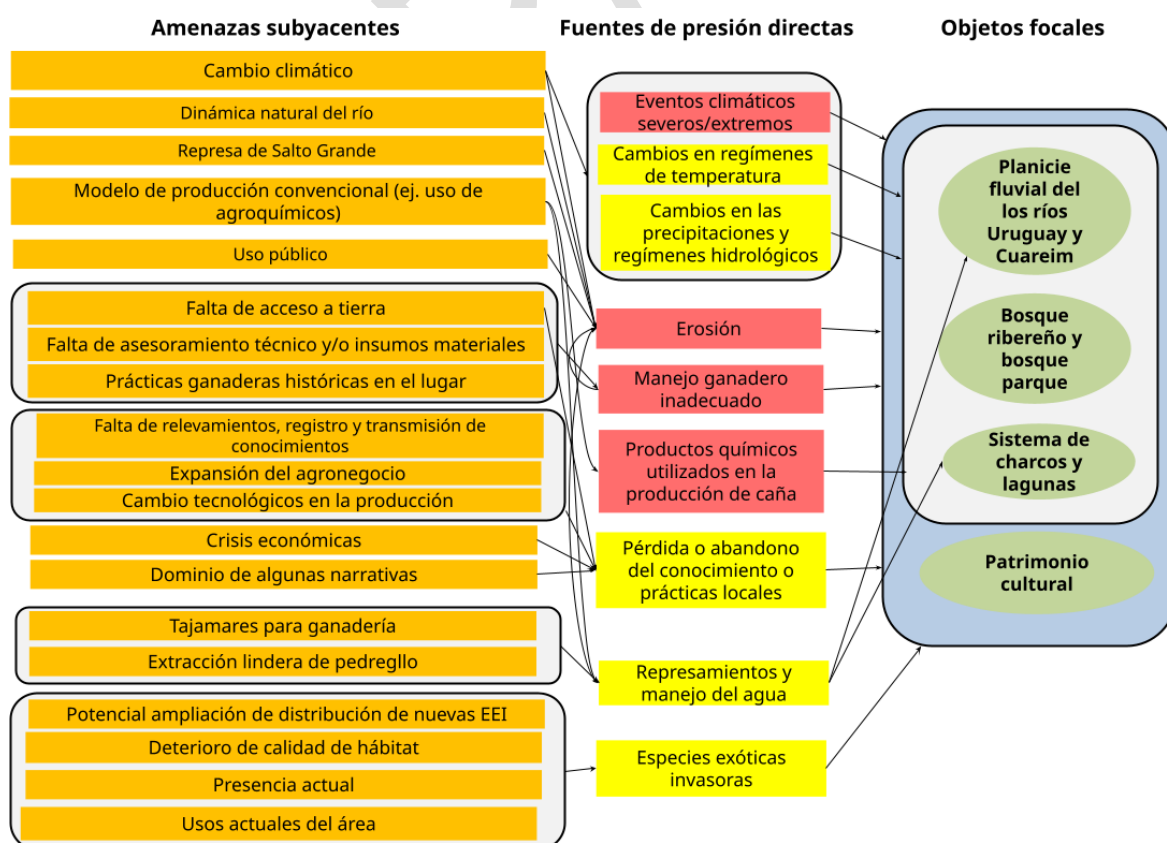 Amenazas subyacentes
Cambio climático
Dinámica natural del río
Represa de Salto Grande
Modelo de producción convencional (ej. uso de
agroquímicos)
Uso público
Falta de acceso a tierra
Falta de asesoramiento técnico y/o insumos materiales
Prácticas ganaderas históricas en el lugar
Falta de relevamientos, registro y transmisión de
conocimientos
Expansión del agronegocio
Cambio tecnológicos en la producción
Crisis económicas
Dominio de algunas narrativas
Tajamares para ganadería
Extracción lindera de pedregllo
Potencial ampliación de distribución de nuevas EEI
Deterioro de calidad de hábitat
Presencia actual
Usos actuales del área
Fuentes de presión directas
Eventos climáticos
severos/extremos
Cambios en regímenes
de temperatura
Cambios en las
precipitaciones y
regímenes hidrológicos
Erosión
Manejo ganadero
inadecuado
Productos químicos
utilizados en la
producción de caña
Pérdida o abandono
del conocimiento o
prácticas locales
Represamientos y
manejo del agua
Especies exóticas
invasoras
Objetos focales
Planicie
fluvial del
los ríos
Uruguay y
Cuareim
Bosque
ribereño y
bosque
parque
Sistema de
charcos y
lagunas
Patrimonio
cultural